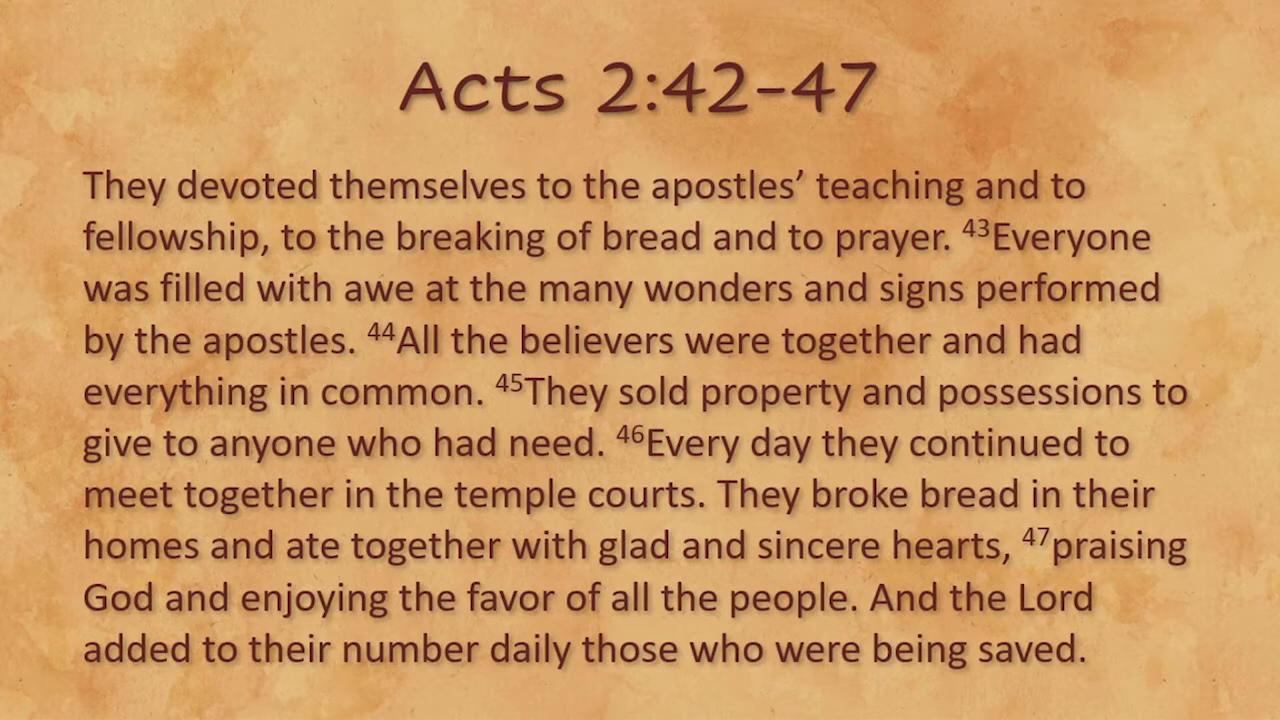 Acts 2:42-47
They devoted themselves to the apostles’ teaching and to
fellowship, to the breaking of bread and to prayer. ⁴³Everyone
was filled with awe at the many wonders and signs performed
by the apostles. ⁴⁴All the believers were together and had
everything in common. ⁴⁵They sold property and possessions to
give to anyone who had need. ⁴⁶Every day they continued to
meet together in the temple courts. They broke bread in their
homes and ate together with glad and sincere hearts, ⁴⁷praising
God and enjoying the favor of all the people. And the Lord
added to their number daily those who were being saved.